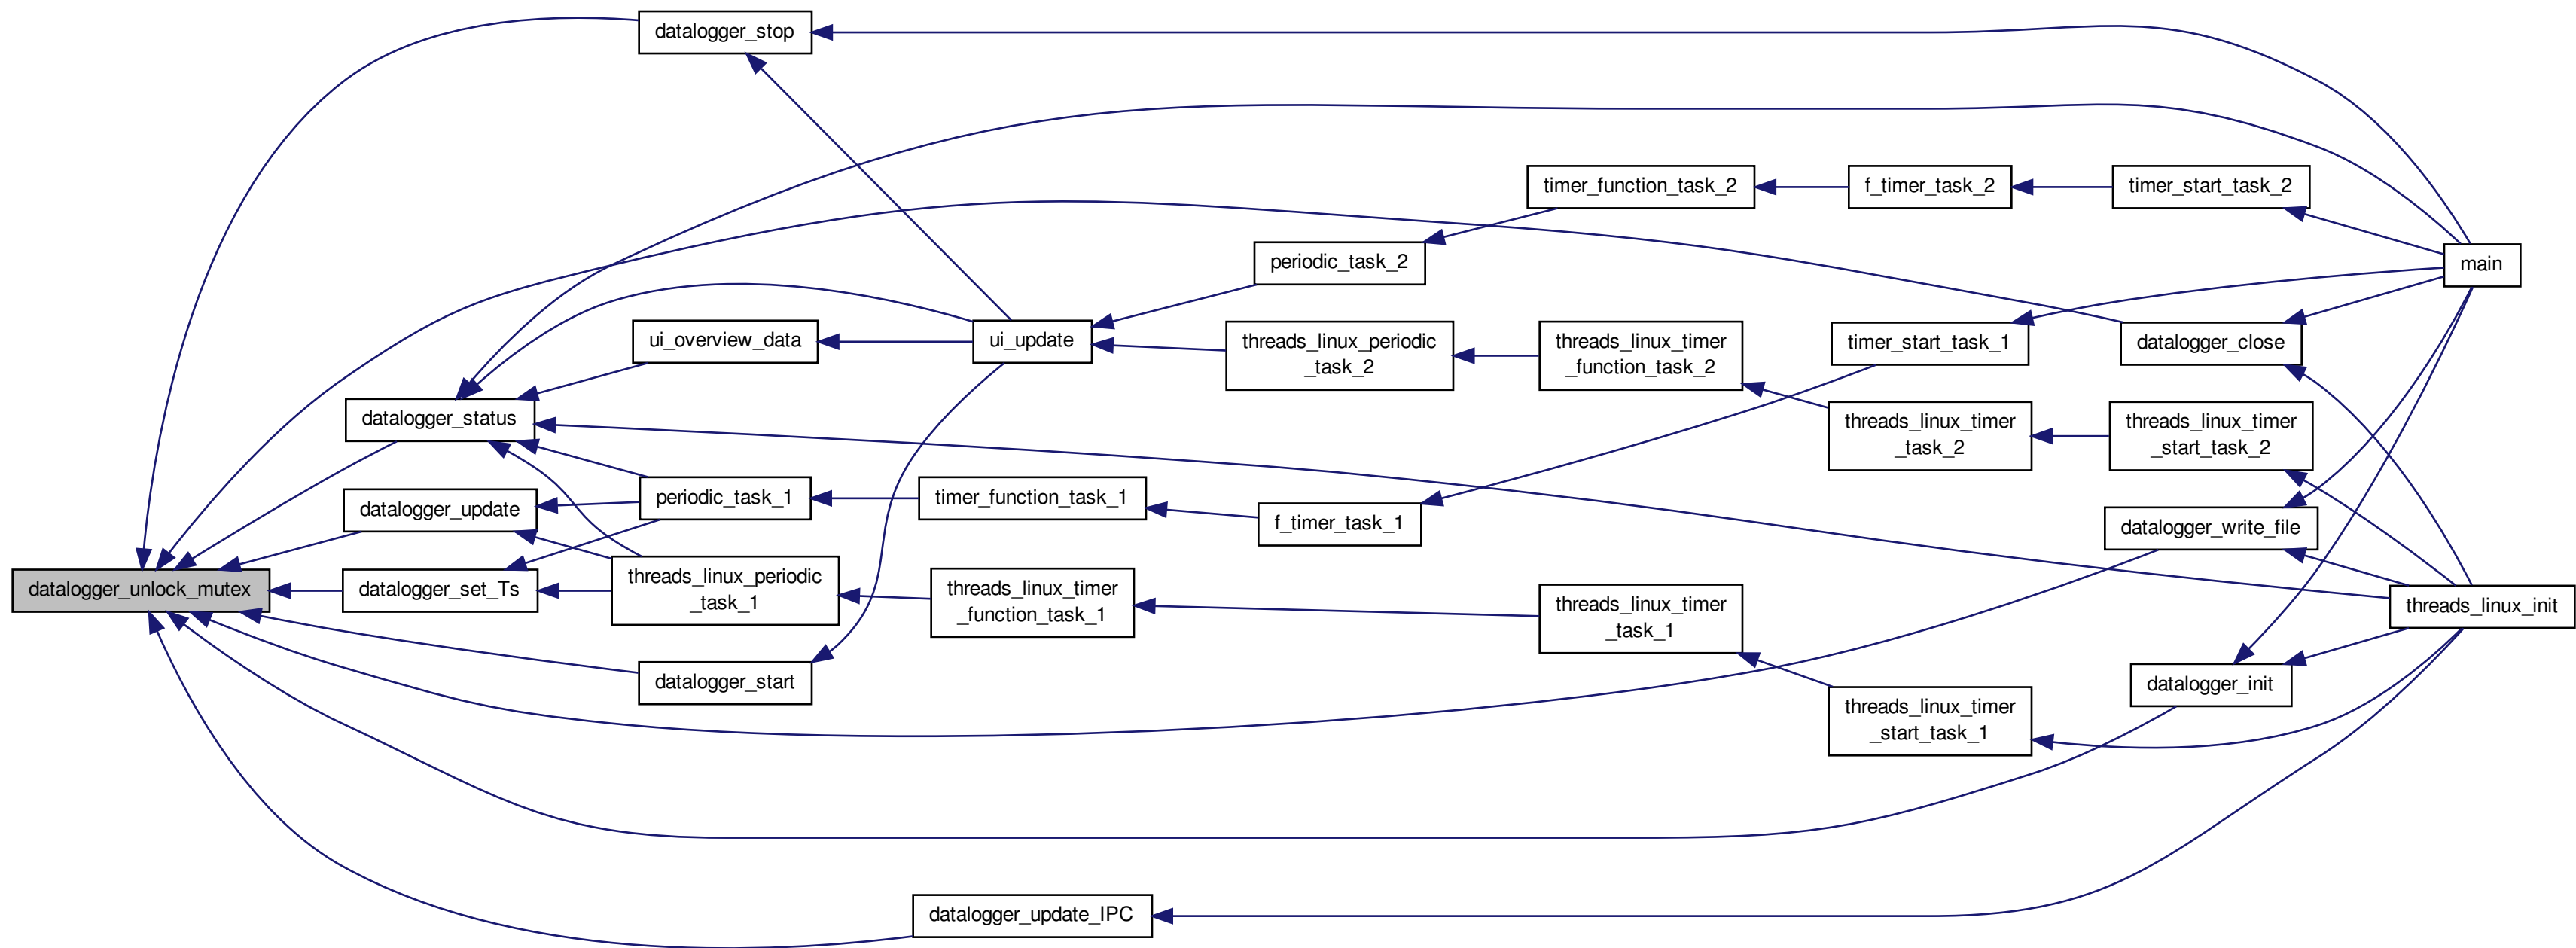 datalogger_stop
timer_function_task_2
f_timer_task_2
timer_start_task_2
periodic_task_2
main
ui_overview_data
ui_update
threads_linux_periodic
_task_2
threads_linux_timer
_function_task_2
timer_start_task_1
datalogger_close
datalogger_status
threads_linux_timer
_task_2
threads_linux_timer
_start_task_2
datalogger_update
periodic_task_1
timer_function_task_1
f_timer_task_1
datalogger_write_file
datalogger_unlock_mutex
datalogger_set_Ts
threads_linux_periodic
_task_1
threads_linux_timer
_function_task_1
threads_linux_timer
_task_1
threads_linux_init
datalogger_start
datalogger_init
threads_linux_timer
_start_task_1
datalogger_update_IPC